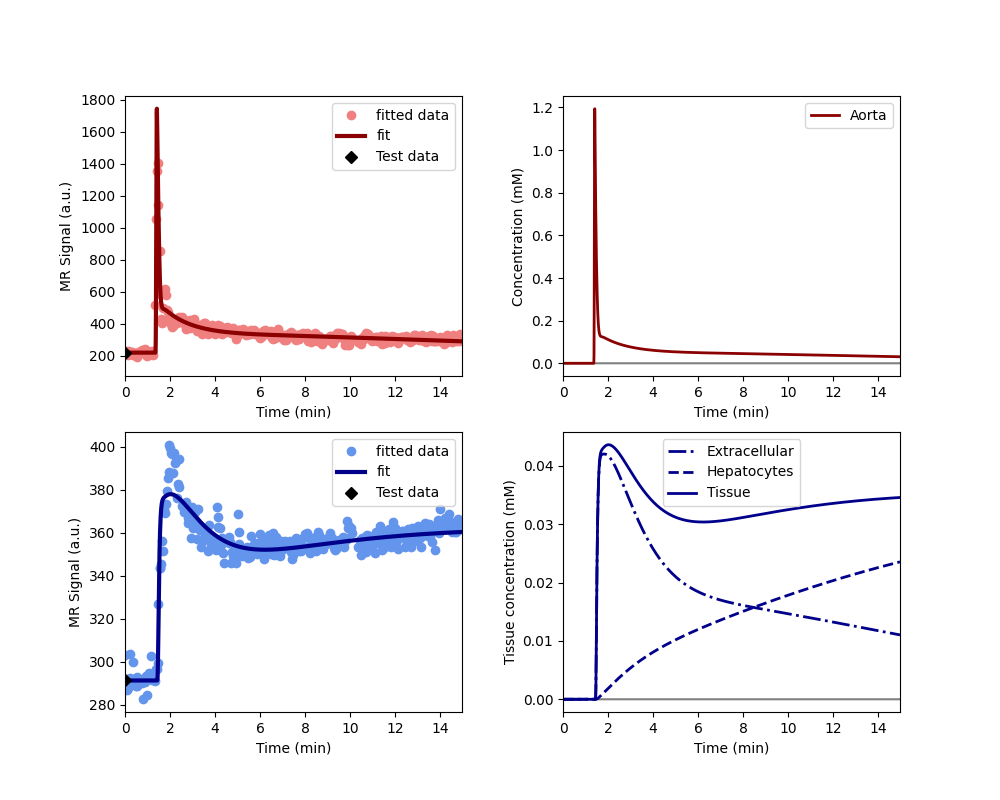 1800
1600
1400
1200
1000
800
600
400
200
MR Signal (a.u.)
fitted data
fit
Test data
0 2 4 6 8 10 12 14
Time (min)
1.2
1.0
0.8
0.6
0.4
0.2
0.0
Concentration (mM)
Aorta
0 2 4 6 8 10 12 14
Time (min)
400
380
360
340
320
300
280
MR Signal (a.u.)
fitted data
fit
Test data
0 2 4 6 8 10 12 14
Time (min)
0.04
0.03
0.02
0.01
0.00
Tissue concentration (mM)
Extracellular
Hepatocytes
Tissue
0 2 4 6 8 10 12 14
Time (min)